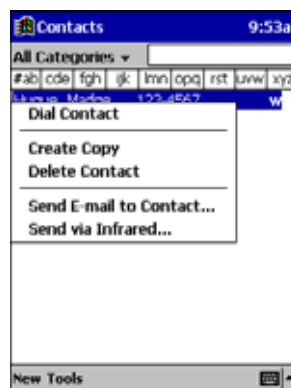 Contacts 9:53a
All Categories
#ab cde fgh ijk lmn opq rst uvw xyz
Madge 123-4567 w
Dial Contact
Create Copy
Delete Contact
Send E-mail to Contact...
Send via Infrared...
New Tools